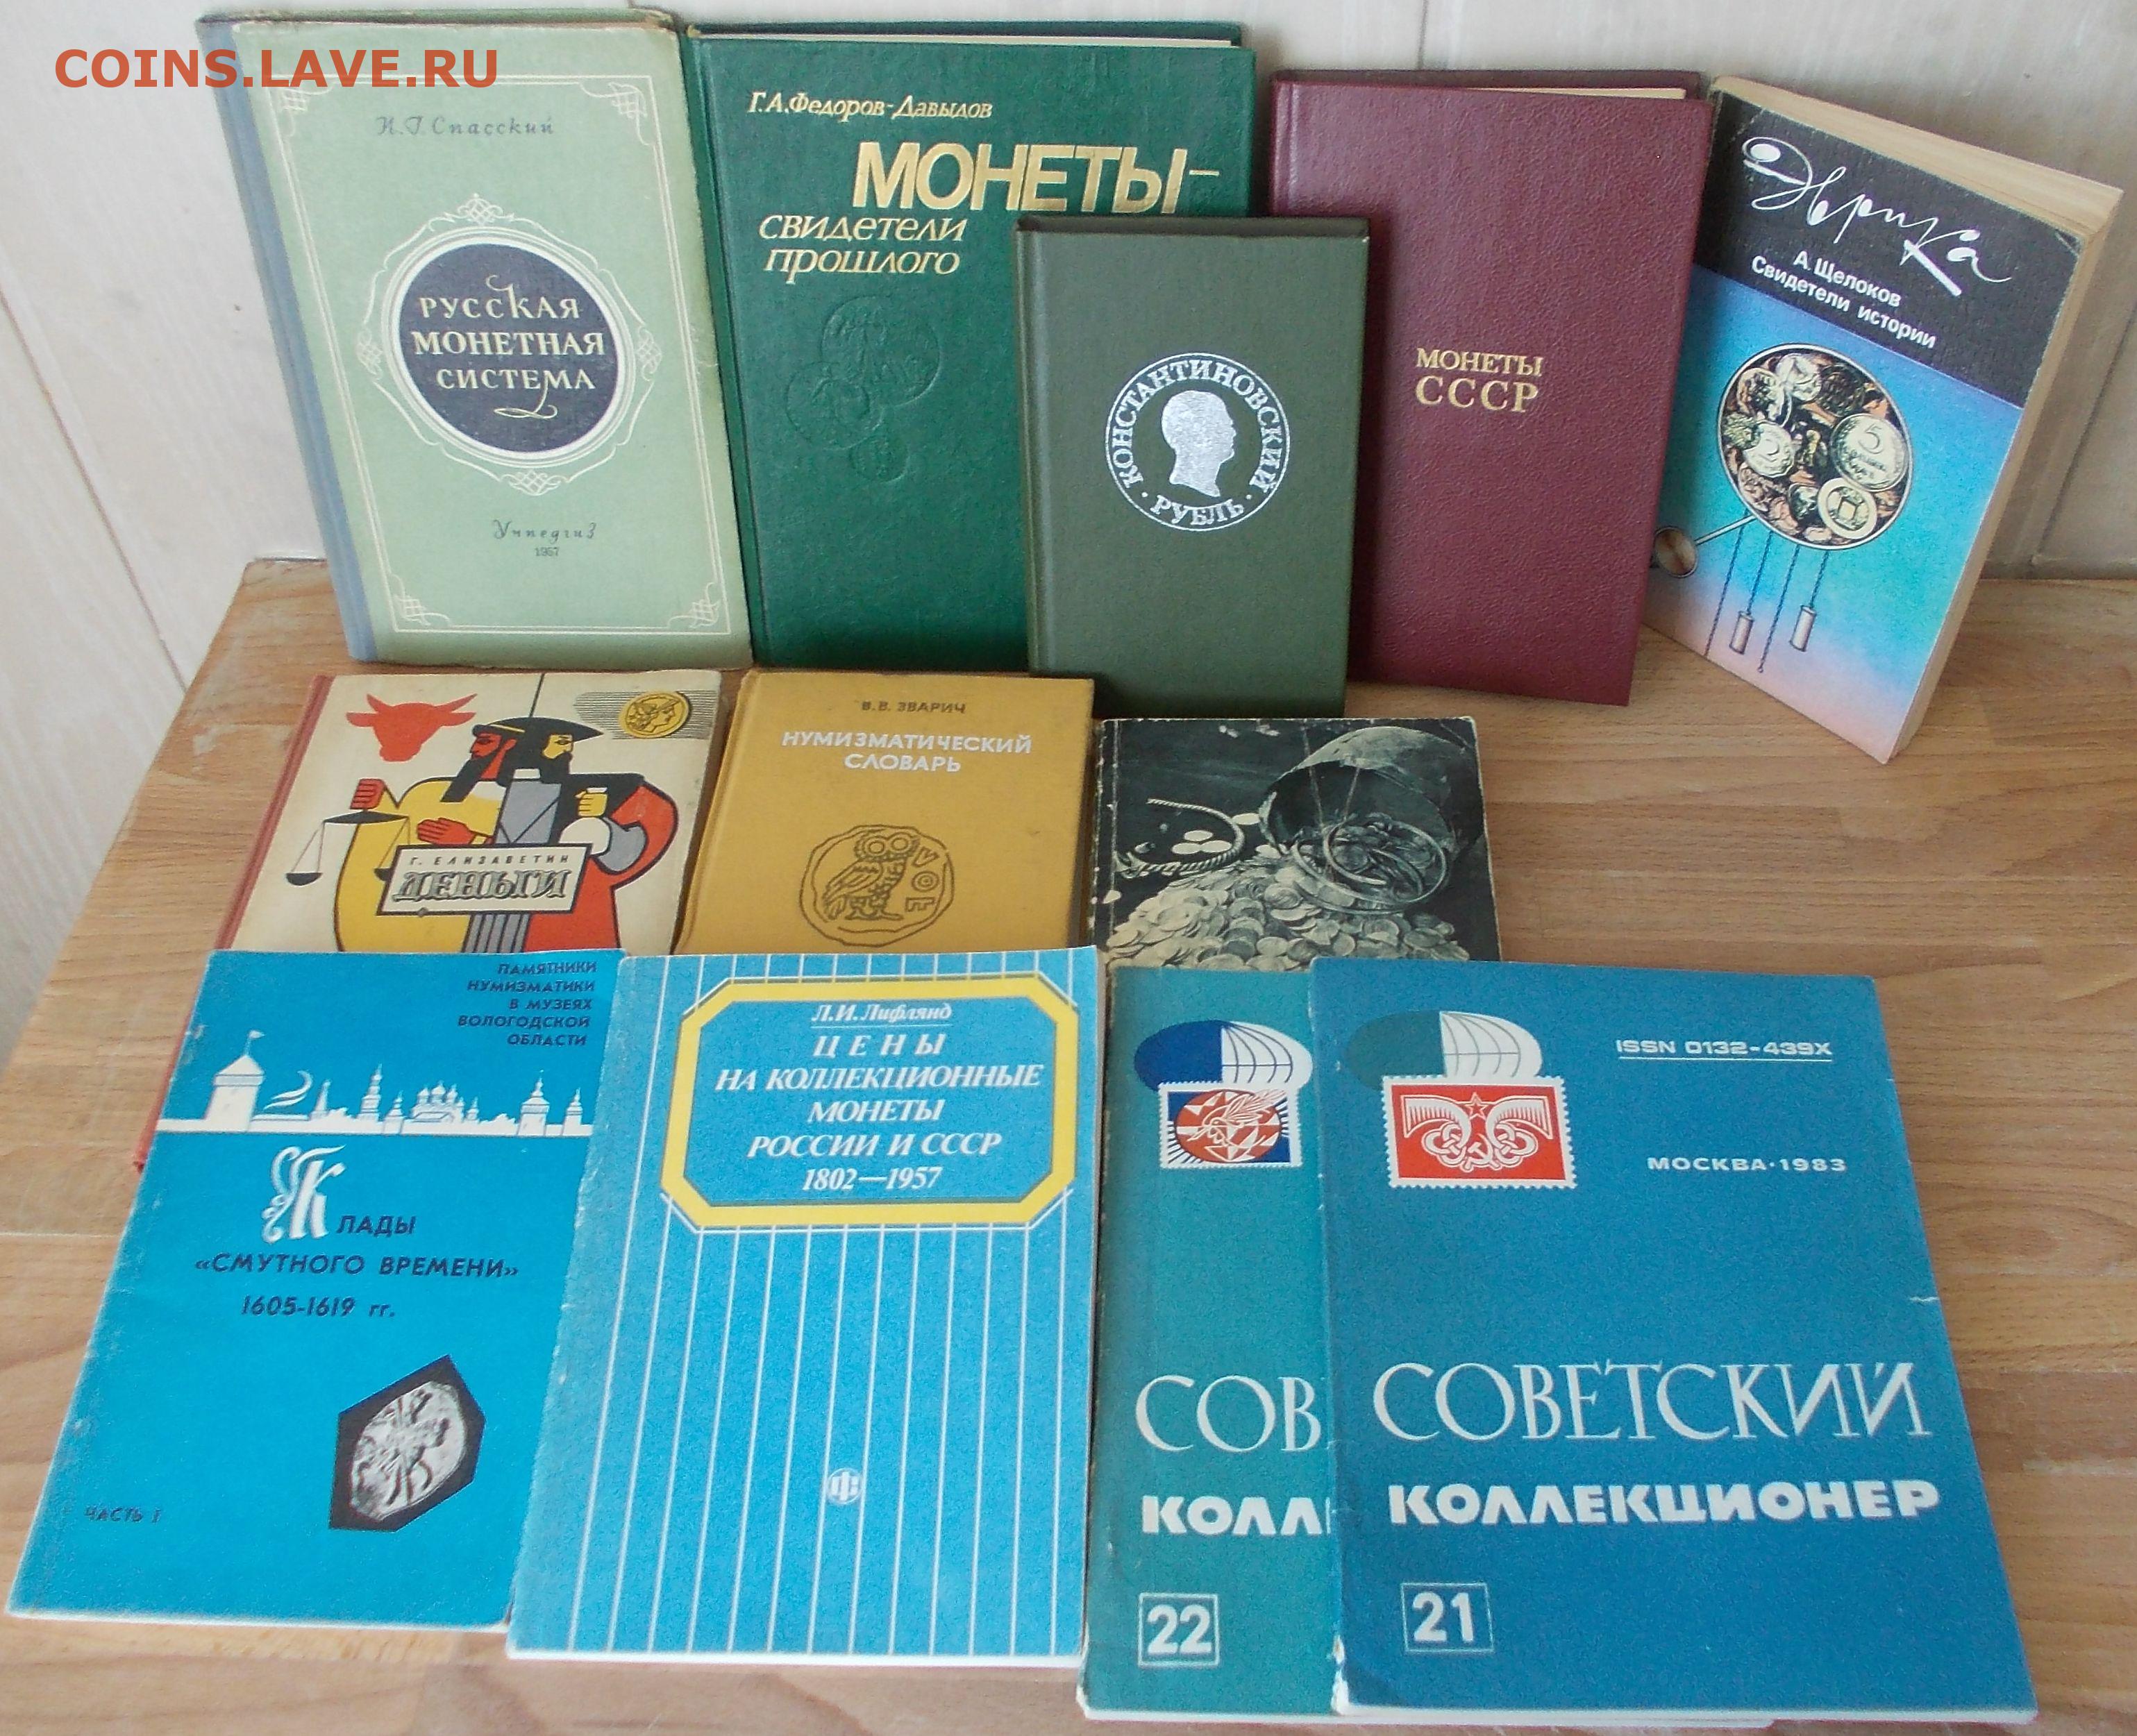 COINS.LAVE.RU
И.Г. Спасский
РУССКАЯ
МОНЕТНАЯ
СИСТЕМА
Учпедгиз
1957
Г.А.Федоров-Давыдов
МОНЕТЫ–
свидетели
прошлого
КОНСТАНТИНОВСКИЙ
· РУБЛЬ ·
МОНЕТЫ
СССР
Эврика
А.Щелоков
Свидетели истории
5
Г. ЕЛИЗАВЕТИН
ДЕНЬГИ
В.В. ЗВАРИЧ
НУМИЗМАТИЧЕСКИЙ
СЛОВАРЬ
ПАМЯТНИКИ
НУМИЗМАТИКИ
В МУЗЕЯХ
ВОЛОГОДСКОЙ
ОБЛАСТИ
КЛАДЫ
«СМУТНОГО ВРЕМЕНИ»
1605-1619 гг.
ЧАСТЬ I
Л.И. Лифлянд
ЦЕНЫ
НА КОЛЛЕКЦИОННЫЕ
МОНЕТЫ
РОССИИ И СССР
1802—1957
СОВ
КОЛЛ
22
ISSN 0132-439X
МОСКВА·1983
СОВЕТСКИЙ
КОЛЛЕКЦИОНЕР
21